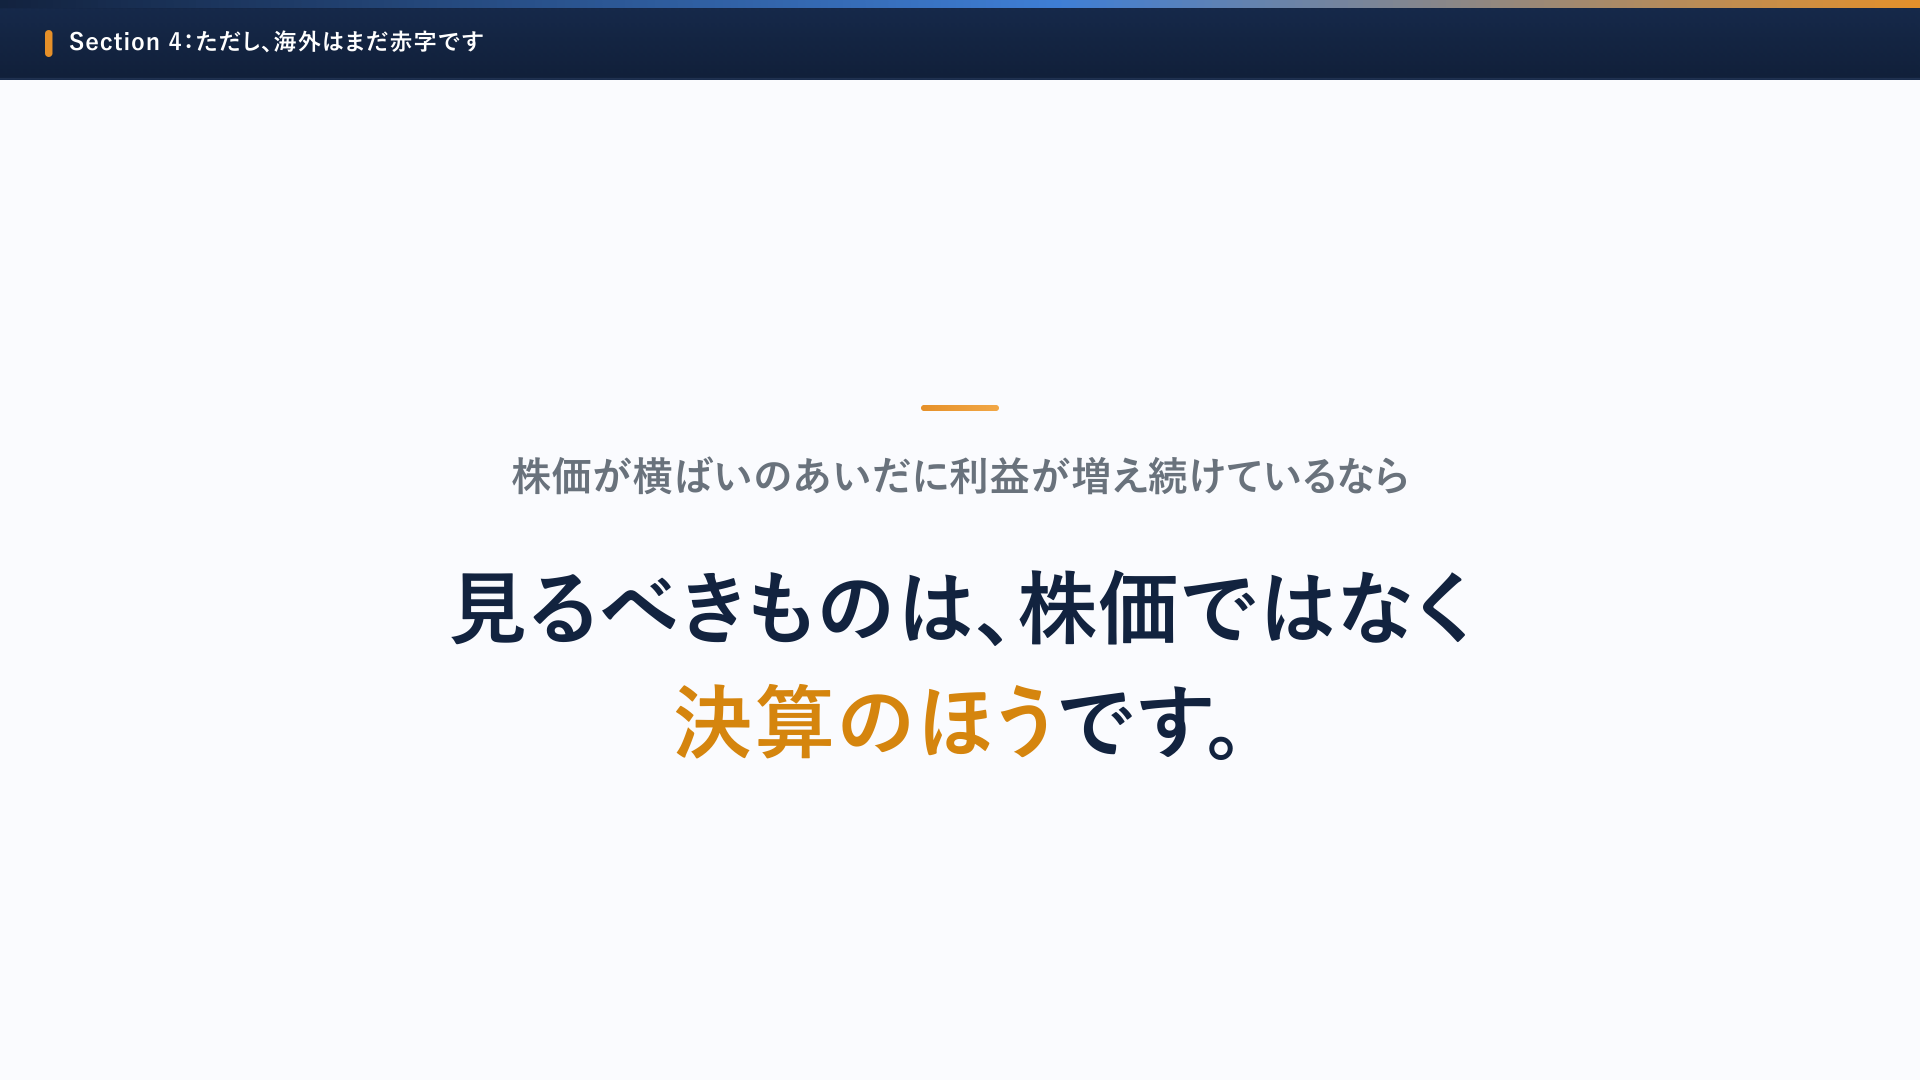 Section 4：ただし、海外はまだ赤字です
株価が横ばいのあいだに利益が増え続けているなら
見るべきものは、株価ではなく
決算のほうです。